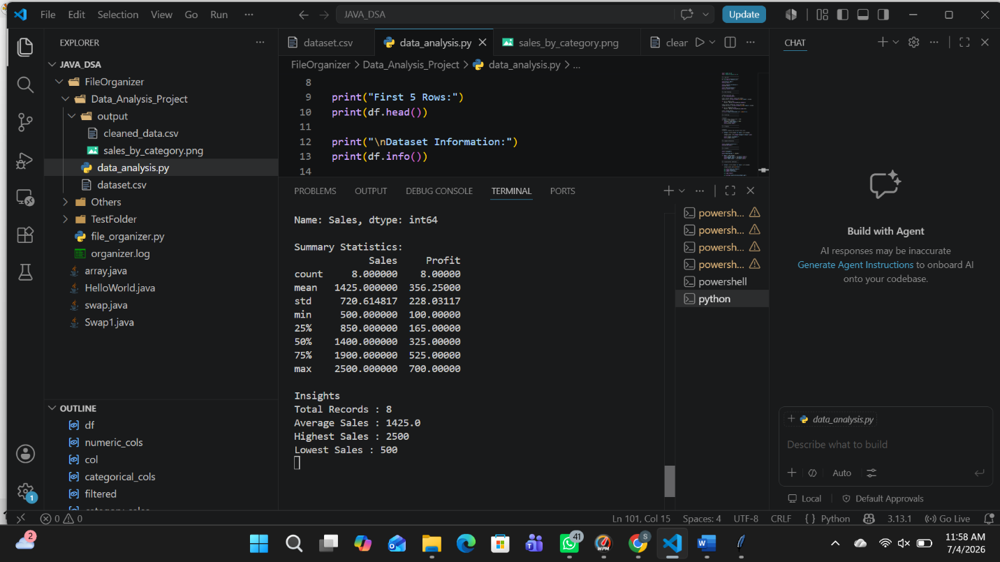 File Edit Selection View Go Run ···
JAVA_DSA
Update
EXPLORER
JAVA_DSA
FileOrganizer
Data_Analysis_Project
output
cleaned_data.csv
sales_by_category.png
data_analysis.py
dataset.csv
Others
TestFolder
file_organizer.py
organizer.log
array.java
HelloWorld.java
swap.java
Swap1.java
OUTLINE
df
numeric_cols
col
categorical_cols
filtered
dataset.csv data_analysis.py sales_by_category.png clear
FileOrganizer > Data_Analysis_Project > data_analysis.py > ...
8
9 print("First 5 Rows:")
10 print(df.head())
11
12 print("\nDataset Information:")
13 print(df.info())
14
PROBLEMS OUTPUT DEBUG CONSOLE TERMINAL PORTS
Name: Sales, dtype: int64
Summary Statistics:
Sales Profit
count 8.000000 8.00000
mean 1425.000000 356.25000
std 720.614817 228.03117
min 500.000000 100.00000
25% 850.000000 165.00000
50% 1400.000000 325.00000
75% 1900.000000 525.00000
max 2500.000000 700.00000
Insights
Total Records : 8
Average Sales : 1425.0
Highest Sales : 2500
Lowest Sales : 500
powersh...
powersh...
powersh...
powersh...
powershell
python
CHAT
Build with Agent
AI responses may be inaccurate
Generate Agent Instructions to onboard AI
onto your codebase.
data_analysis.py
Describe what to build
Auto
Local Default Approvals
1
0 0
Ln 101, Col 15 Spaces: 4 UTF-8 CRLF { } Python 3.13.1 Go Live
2
41
S
WPM
W
11:58 AM
7/4/2026